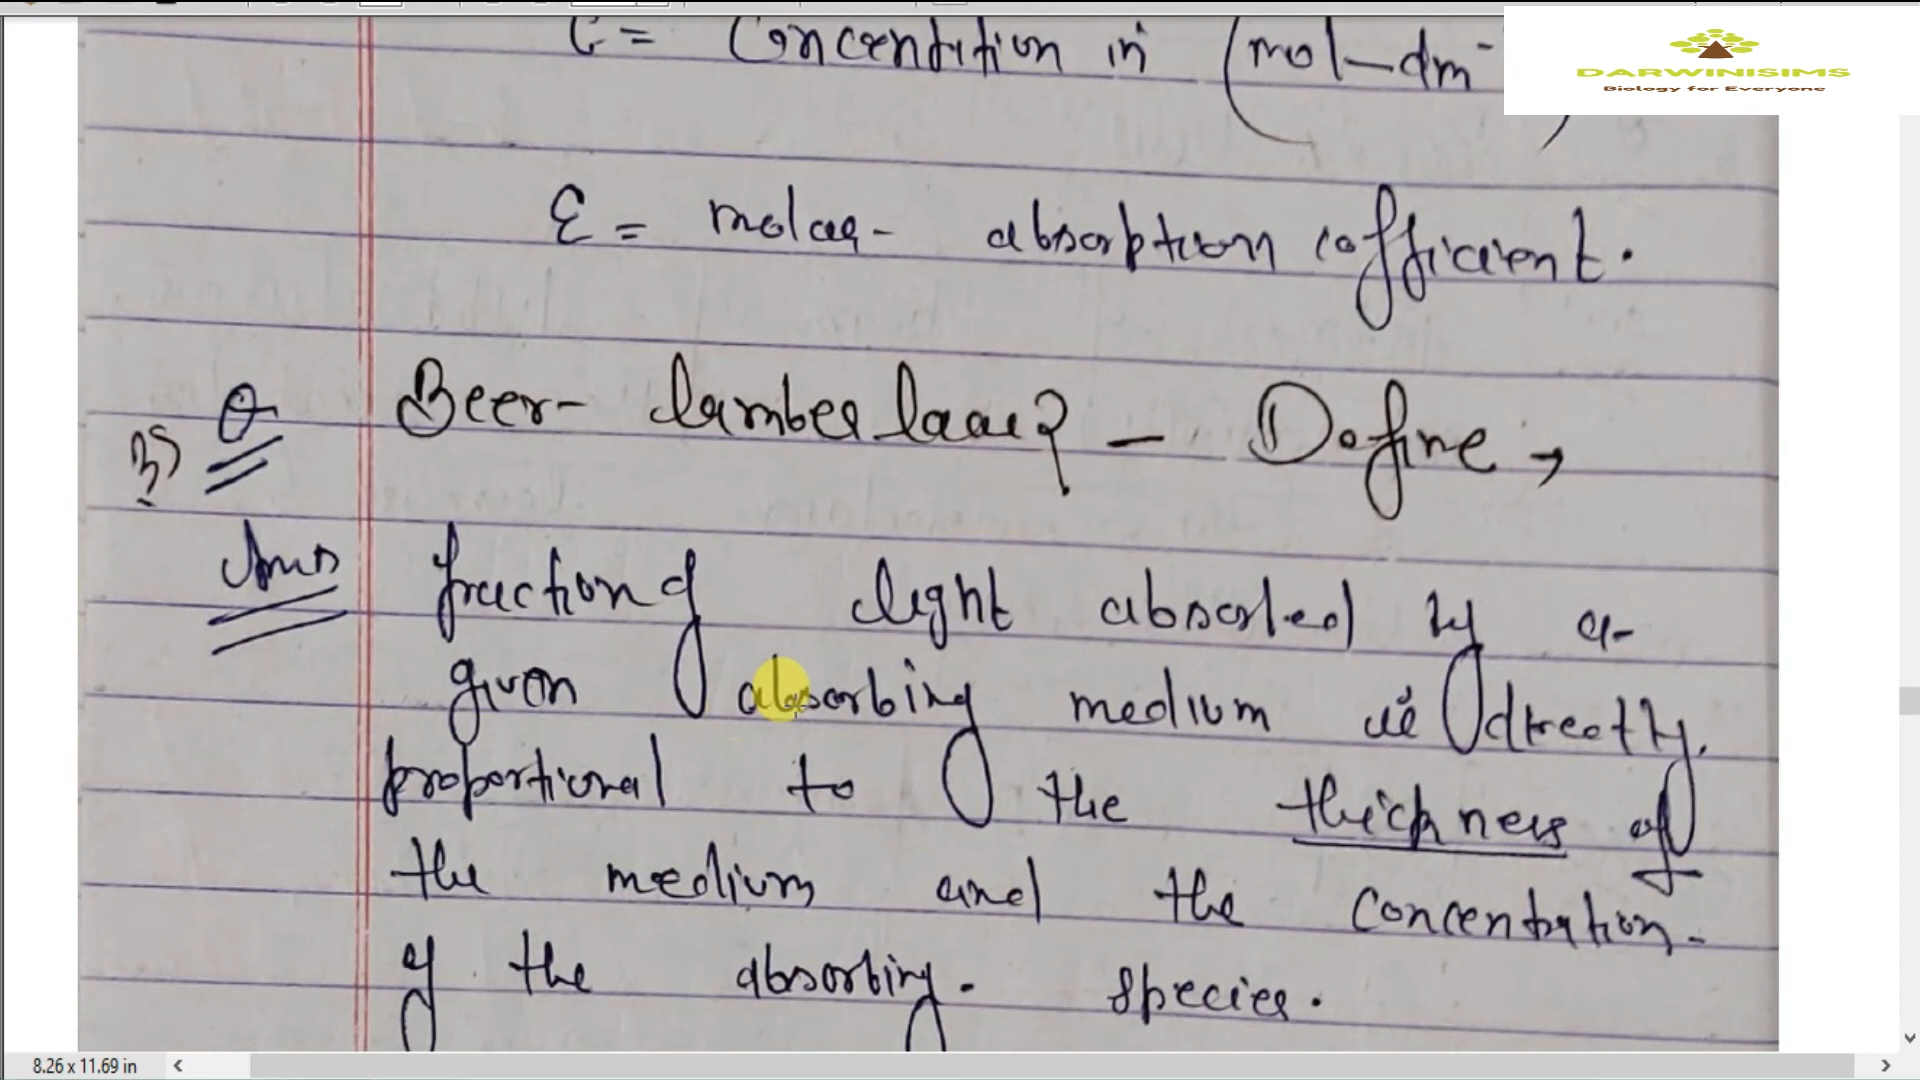 C = Concentration in (mol-dm⁻
DARWINISIMS
Biology for Everyone
ε = molar- absorption cofficient.
3) Q Beer- lamber law? - Define →
Ans fraction of light absorbed by a-
given absorbing medium is directly,
proportional to the thickness of
the medium and the concentration-
of the absorbing. species.
8.26 x 11.69 in